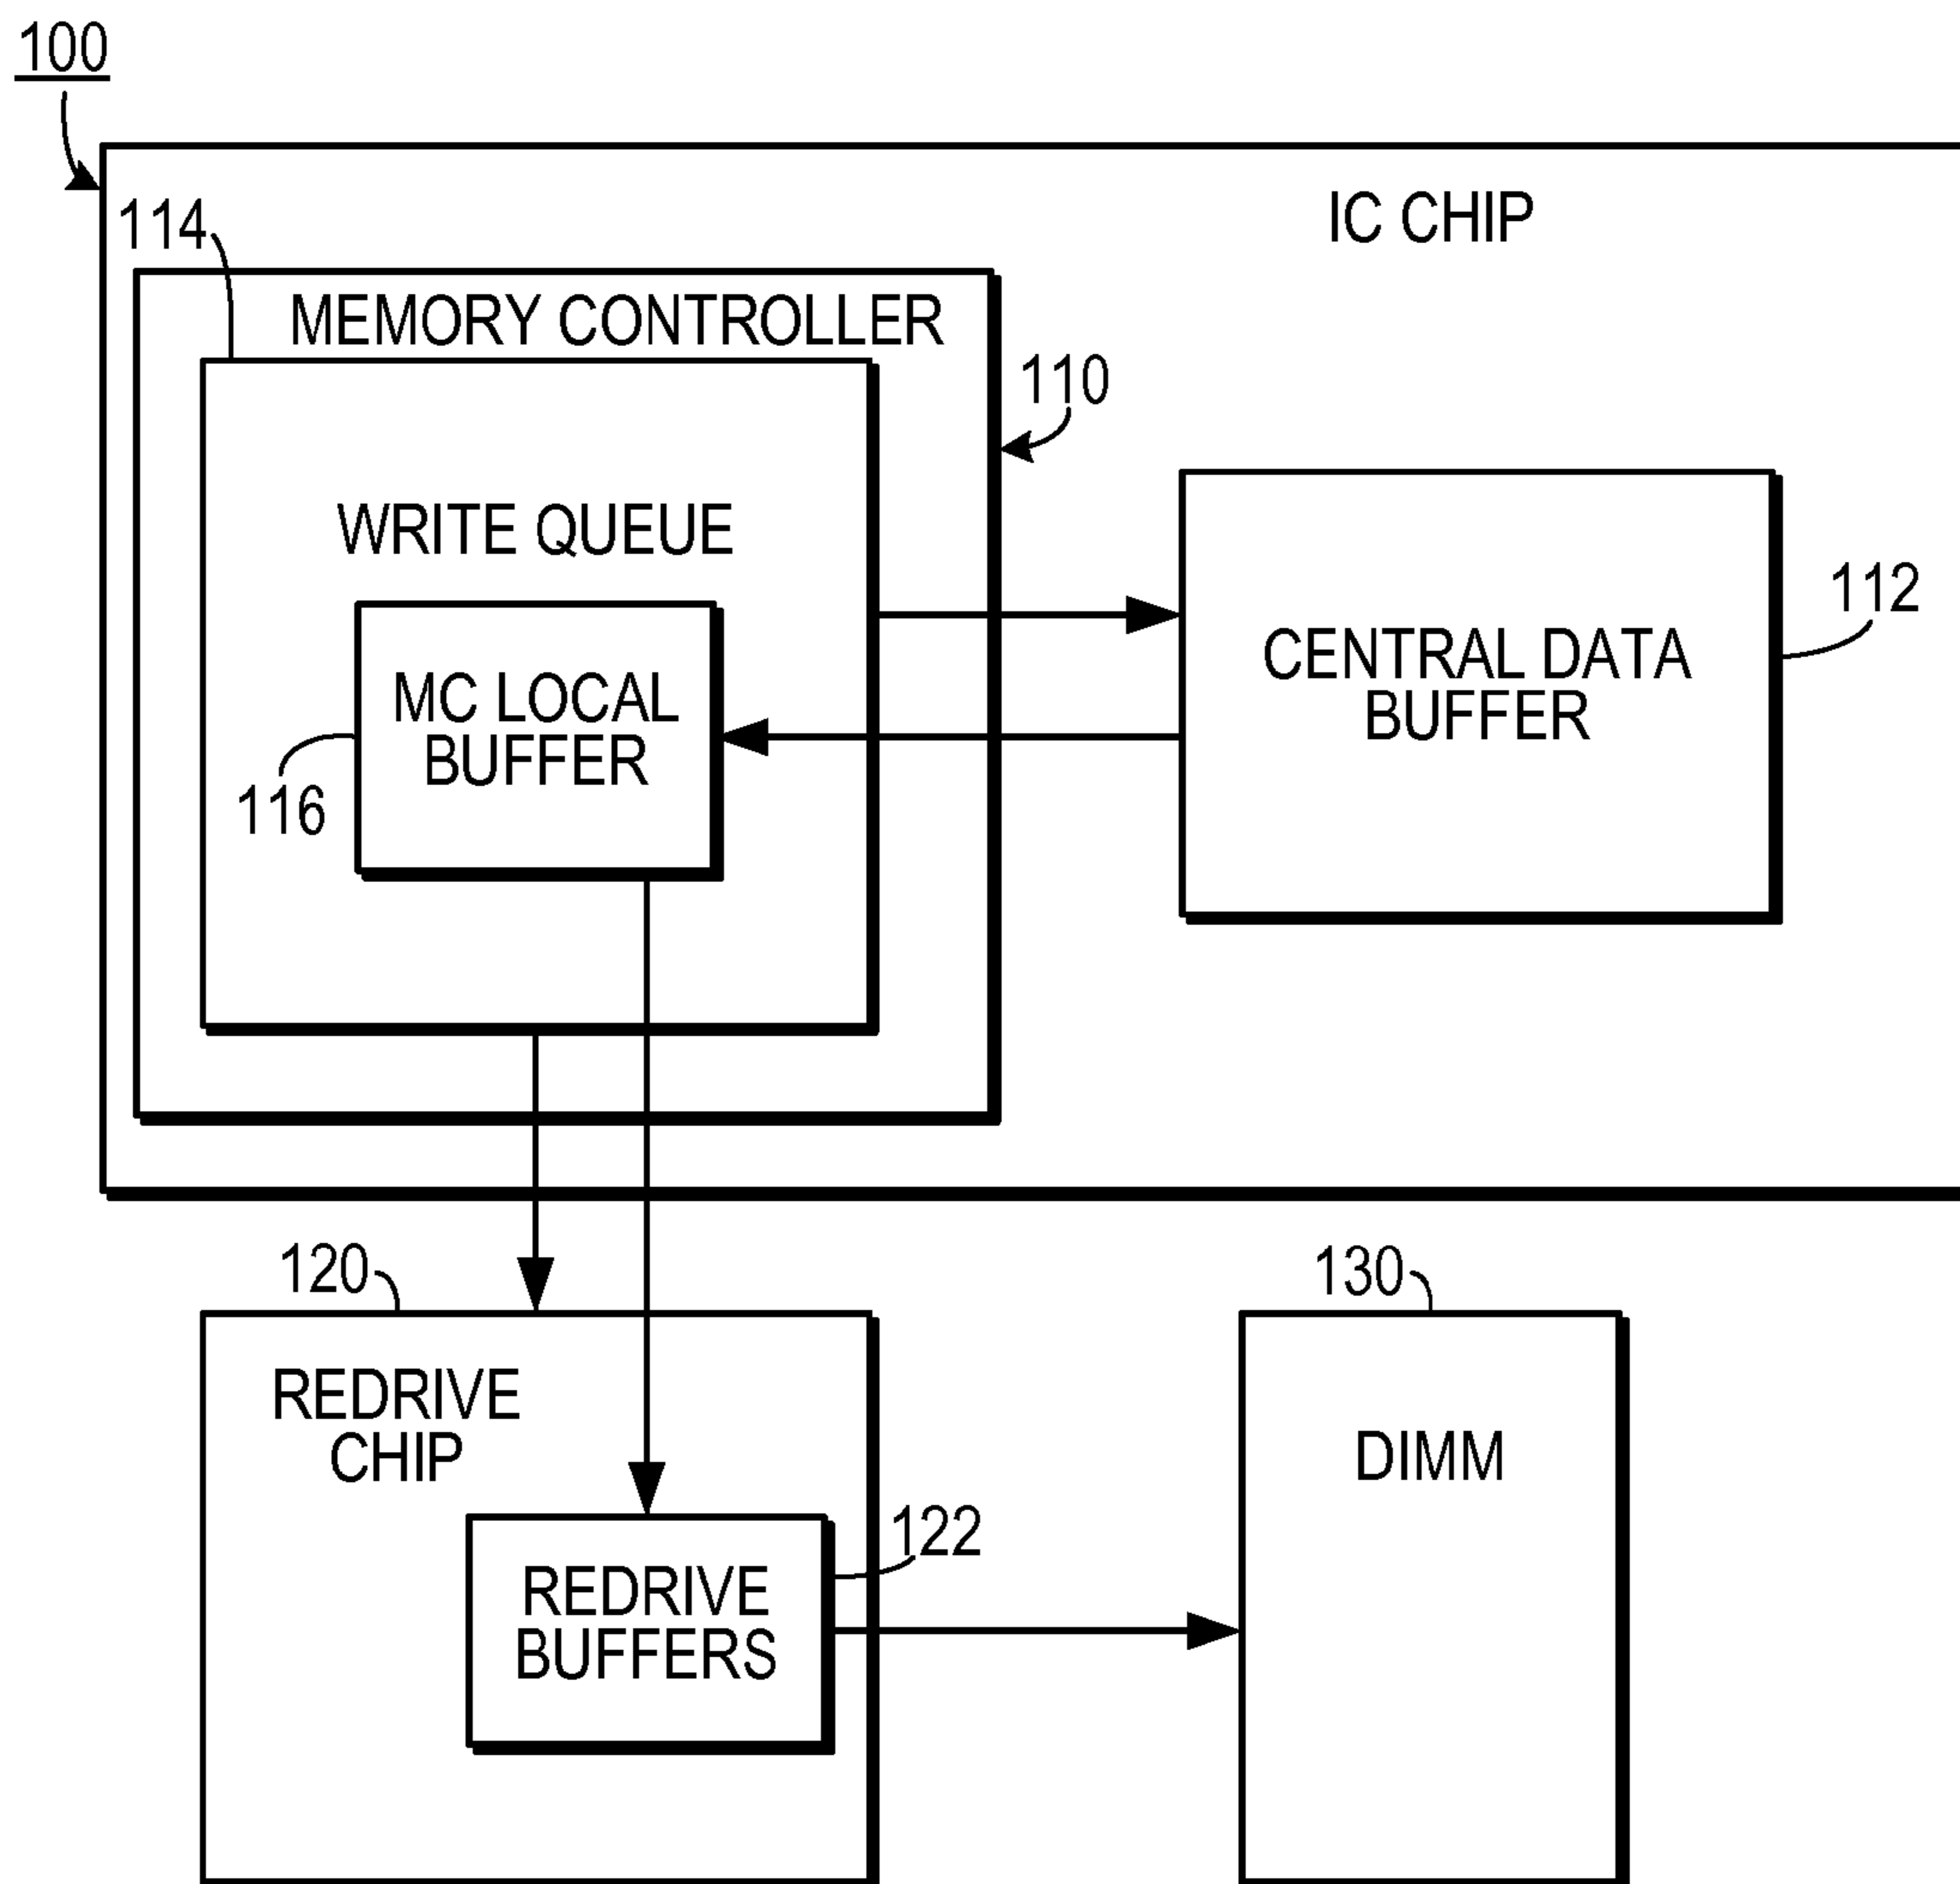 100
IC CHIP
114
MEMORY CONTROLLER
110
WRITE QUEUE
112
MC LOCAL
BUFFER
CENTRAL DATA
BUFFER
116
120
130
REDRIVE
CHIP
DIMM
122
REDRIVE
BUFFERS